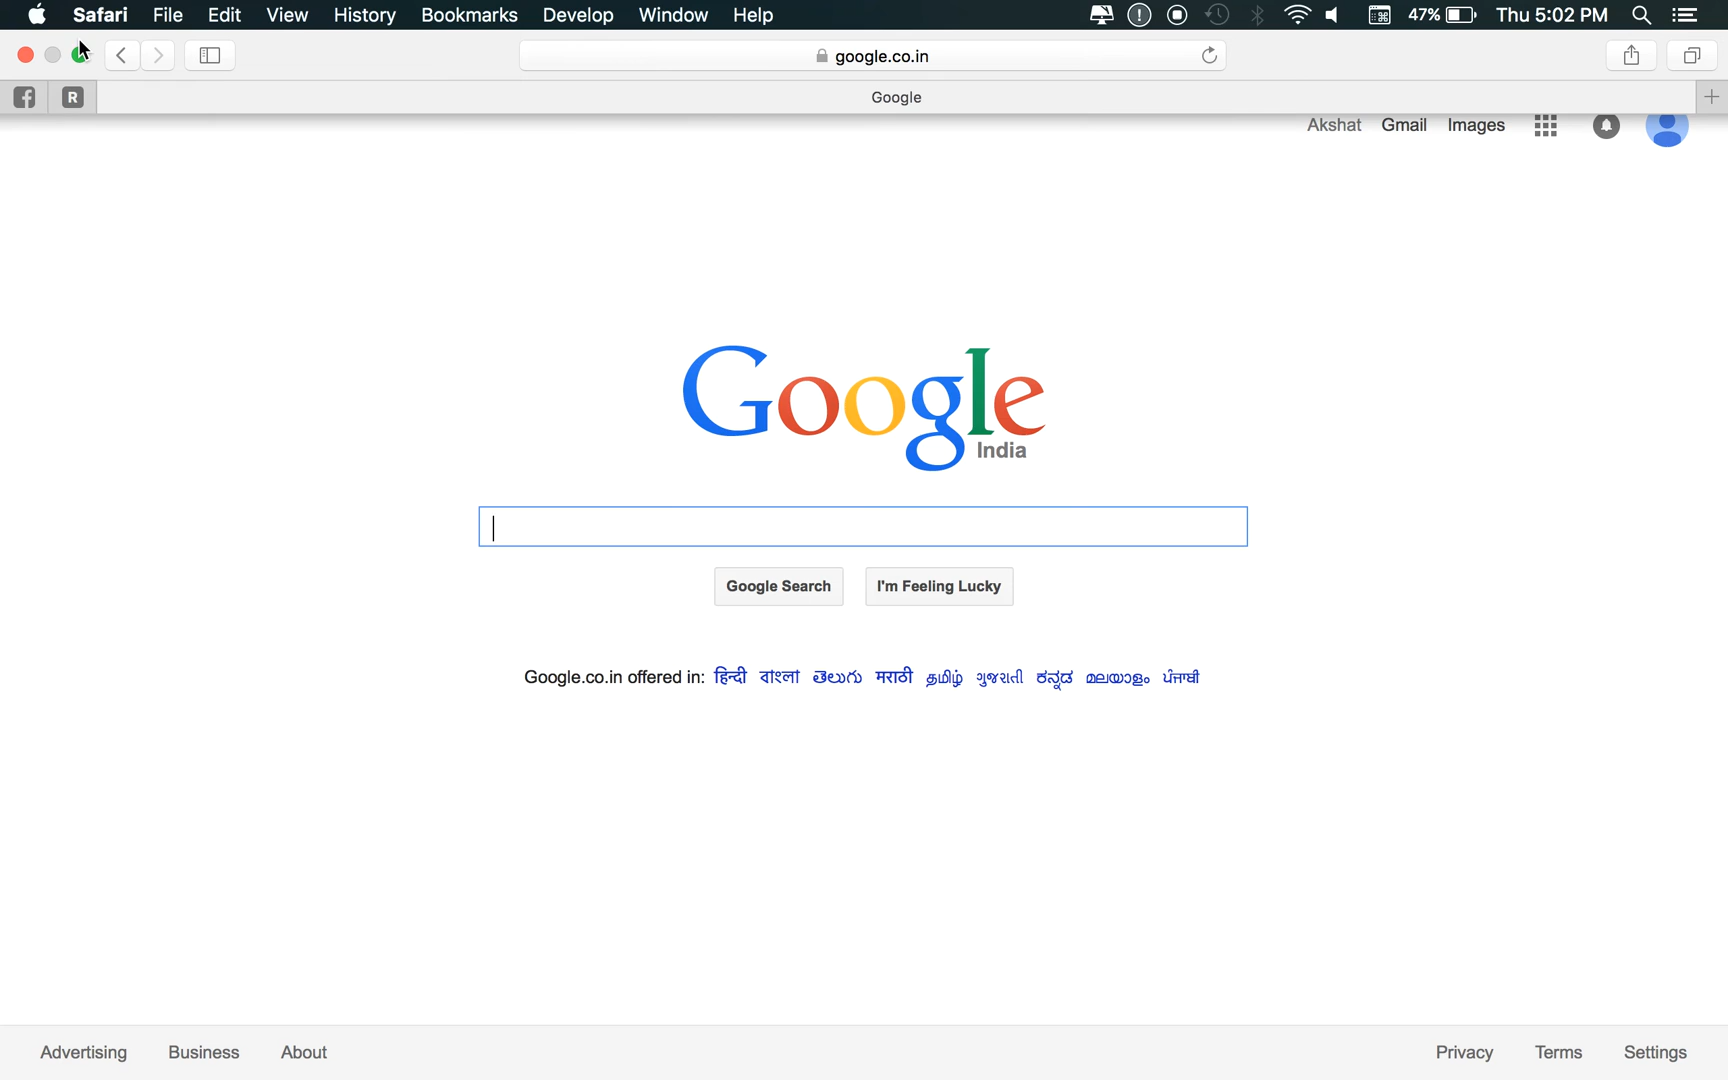 Safari File Edit View History Bookmarks Develop Window Help 47% Thu 5:02 PM
google.co.in
R Google
Akshat Gmail Images
Google
India
Google Search I'm Feeling Lucky
Google.co.in offered in: हिन्दी বাংলা తెలుగు मराठी தமிழ் ગુજરાતી ಕನ್ನಡ മലയാളം ਪੰਜਾਬੀ
Advertising Business About Privacy Terms Settings